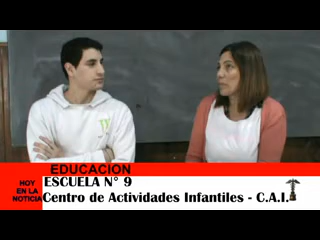 EDUCACION
HOY
EN LA
NOTICIA
ESCUELA N° 9
Centro de Actividades Infantiles - C.A.I.